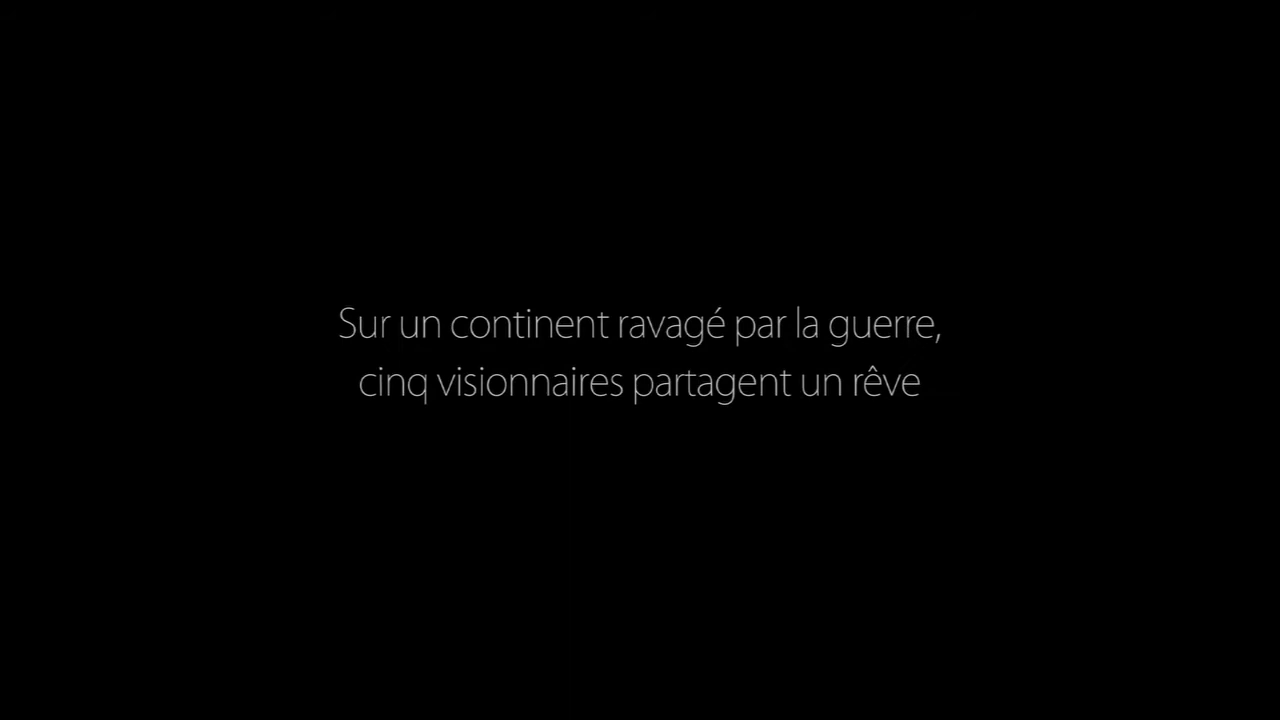 Sur un continent ravagé par la guerre,
cinq visionnaires partagent un rêve